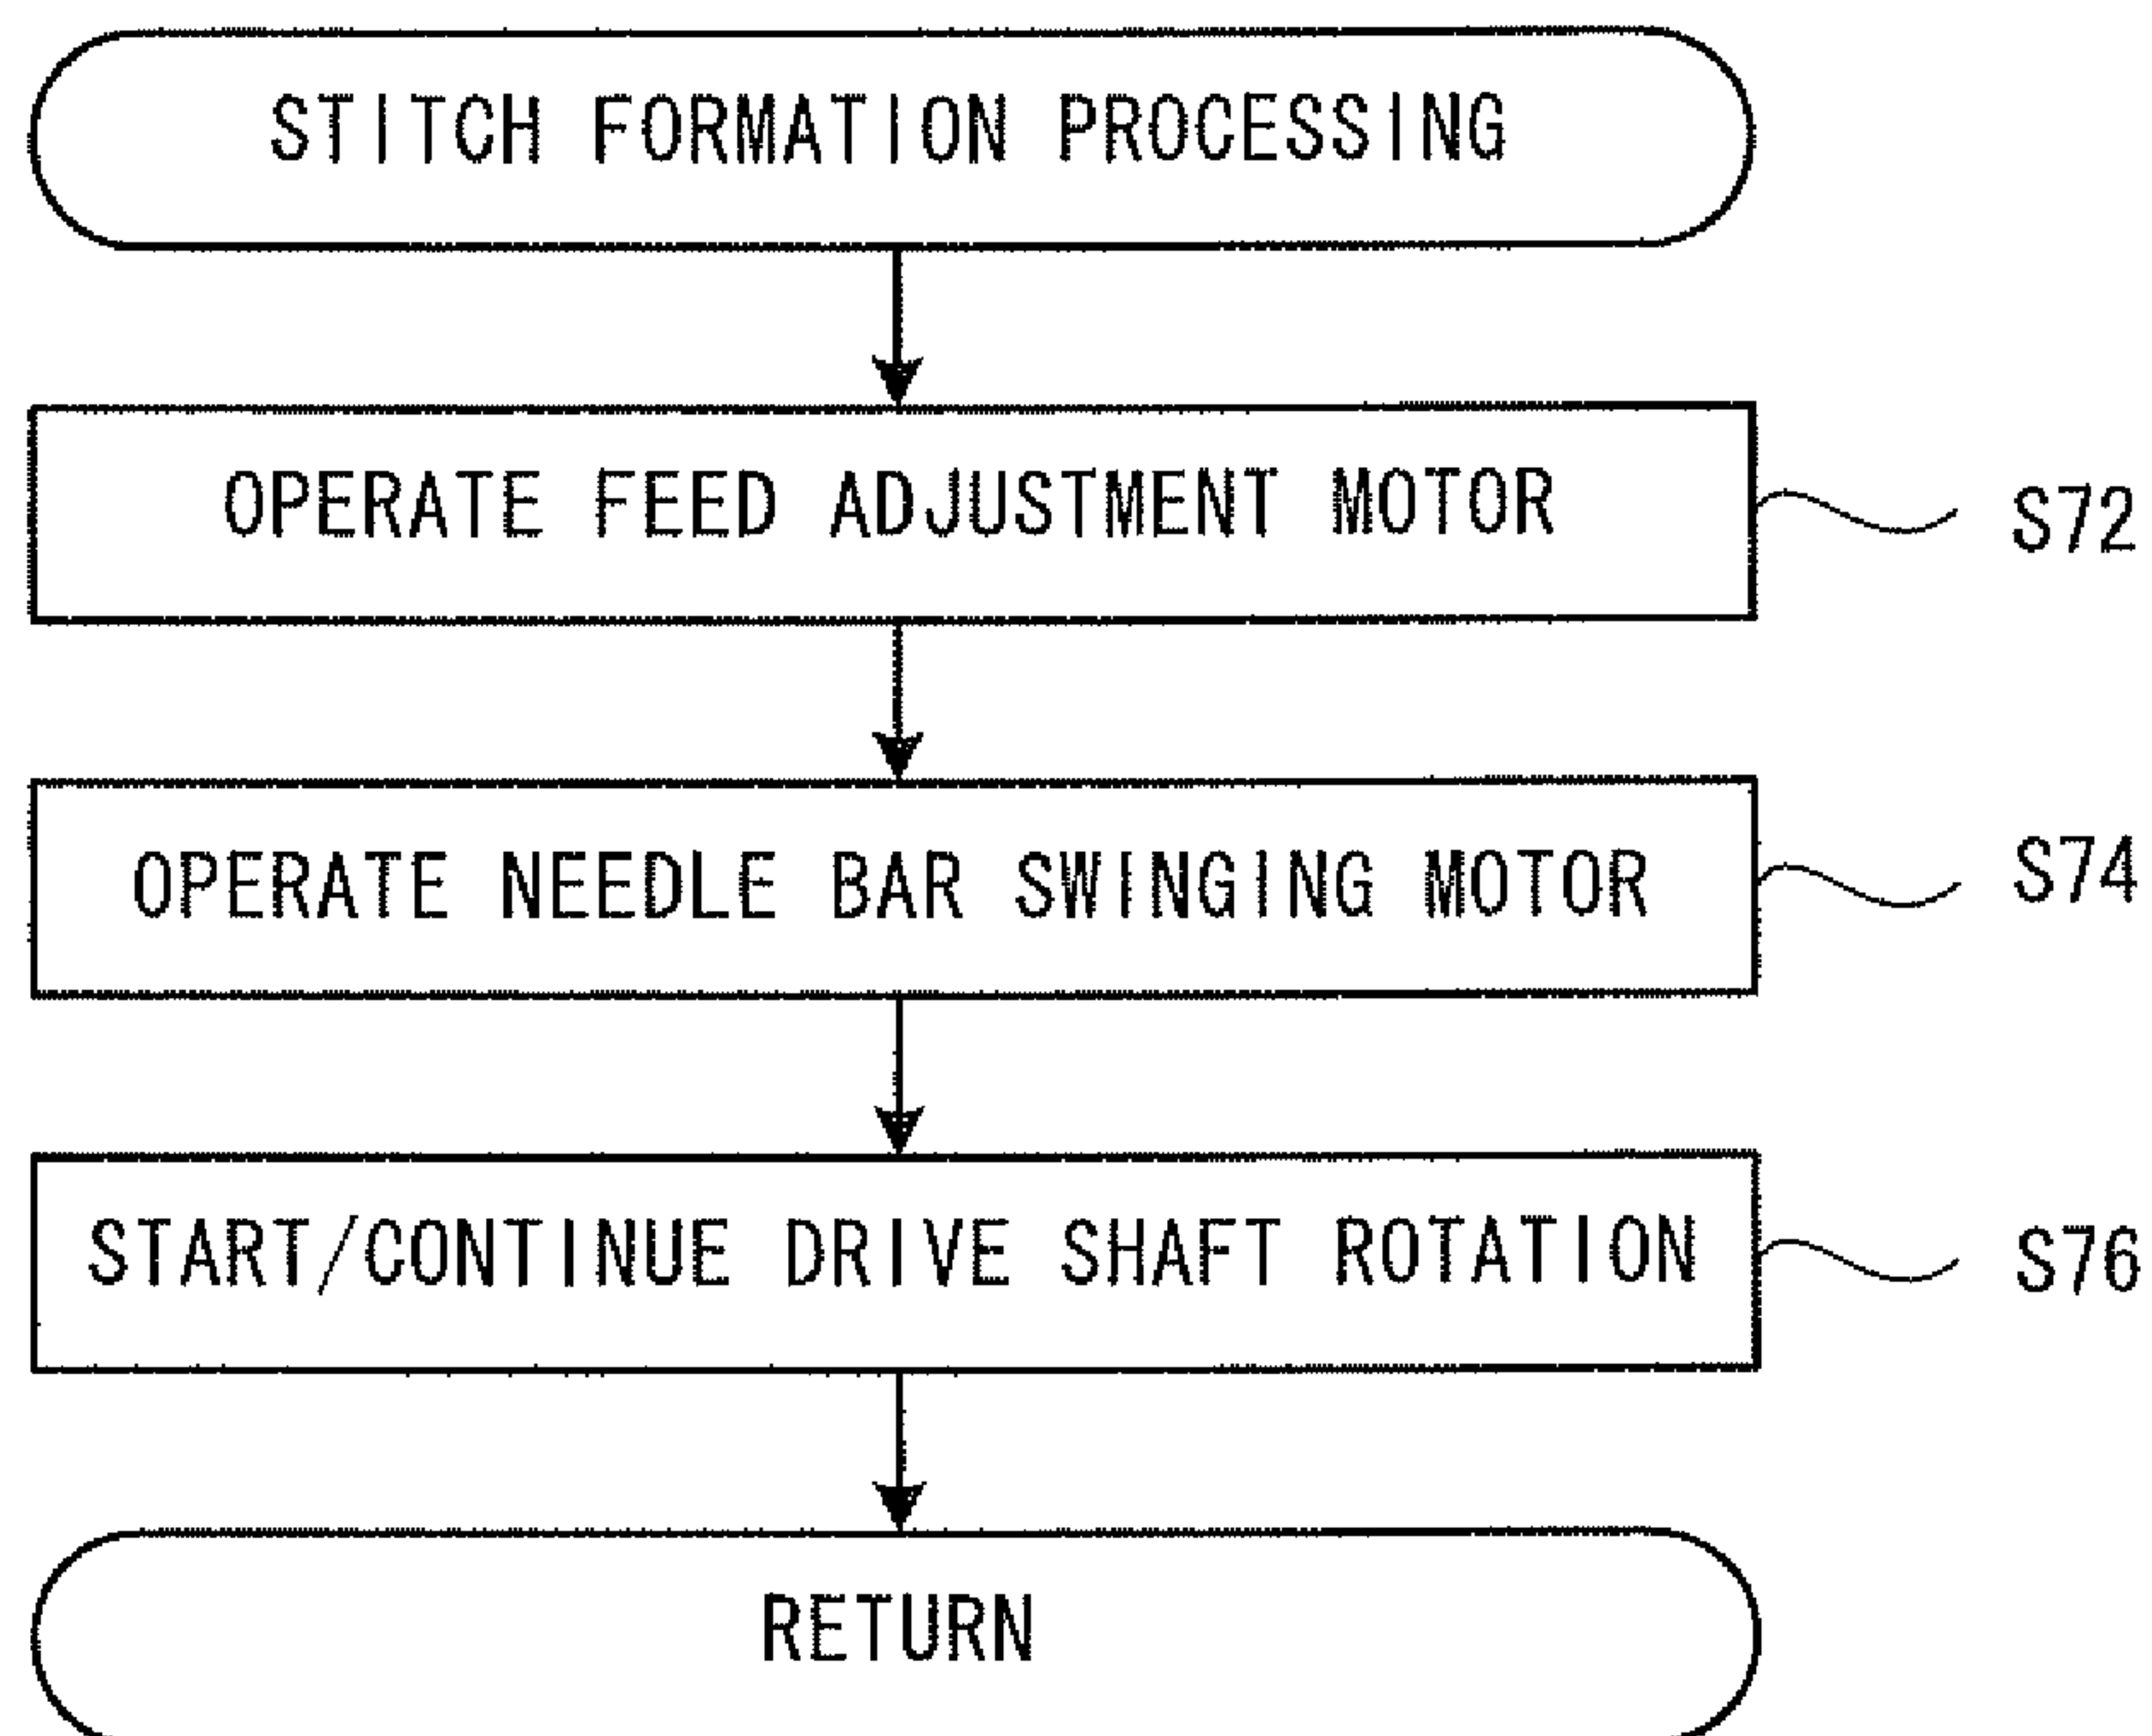 STITCH FORMATION PROCESSING
OPERATE FEED ADJUSTMENT MOTOR
S72
OPERATE NEEDLE BAR SWINGING MOTOR
S74
START/CONTINUE DRIVE SHAFT ROTATION
S76
RETURN